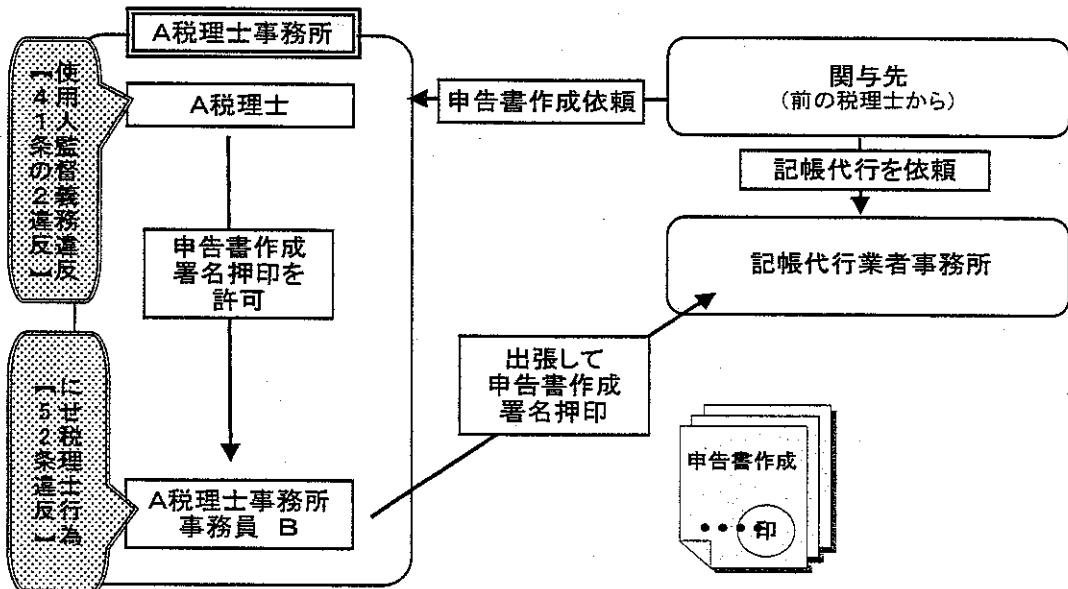 A税理士事務所
使用人監督義務違反
【41条の2違反】
A税理士
申告書作成依頼
関与先
(前の税理士から)
記帳代行を依頼
記帳代行業者事務所
申告書作成
署名押印を
許可
出張して
申告書作成
署名押印
にせ税理士行為
【52条違反】
A税理士事務所
事務員 B
申告書作成
••••印